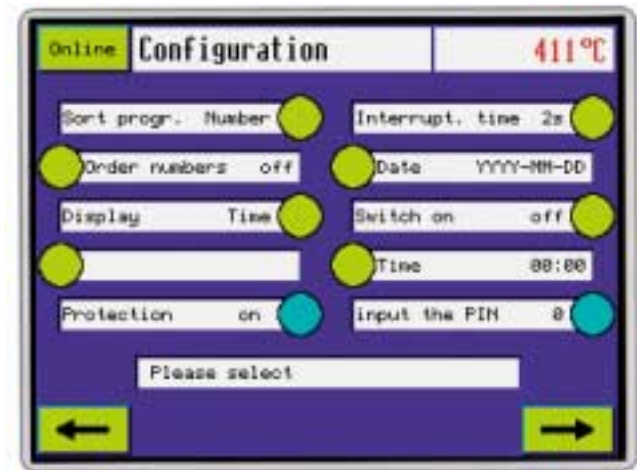 Online Configuration 411°C
Sort progr. Number Interrupt. time 2s
Order numbers off Date YYYY-MM-DD
Display Time Switch on off
Time 00:00
Protection on input the PIN 0
Please select